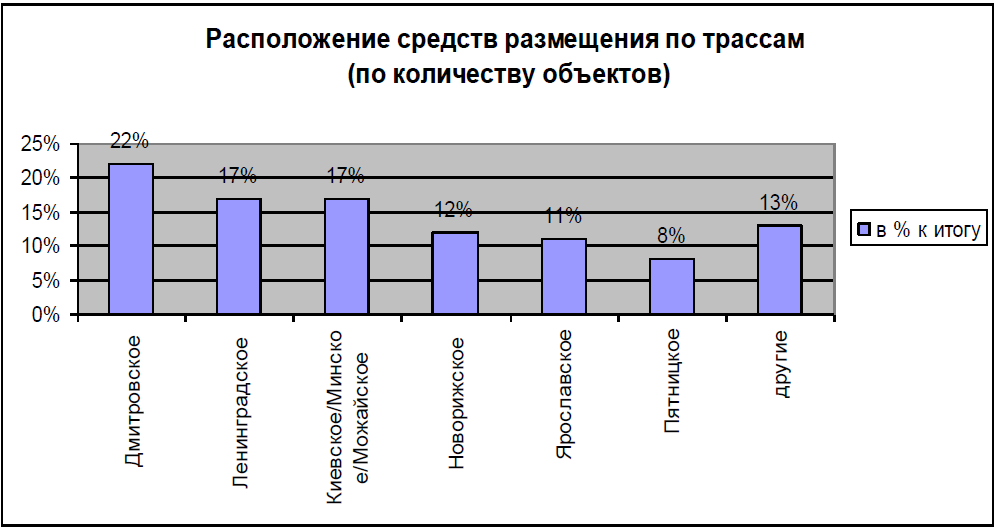 Расположение средств размещения по трассам
(по количеству объектов)
25%
20%
15%
10%
5%
0%
22%
17%
17%
12%
11%
8%
13%
Дмитровское
Ленинградское
Киевское/Минско
е/Можайское
Новорижское
Ярославское
Пятницкое
другие
в % к итогу